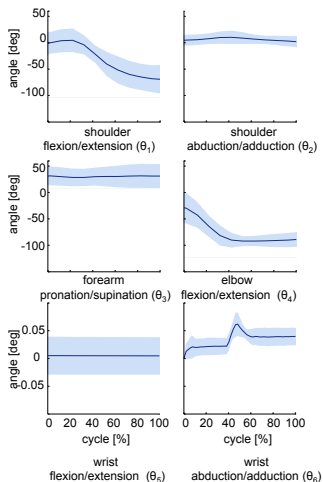 50
0
-50
-100
angle [deg]
shoulder
flexion/extension (θ1)
shoulder
abduction/adduction (θ2)
50
0
-50
-100
angle [deg]
forearm
pronation/supination (θ3)
elbow
flexion/extension (θ4)
0.05
0
-0.05
angle [deg]
0 20 40 60 80 100
0 20 40 60 80 100
cycle [%]
cycle [%]
wrist
flexion/extension (θ5)
wrist
abduction/adduction (θ6)